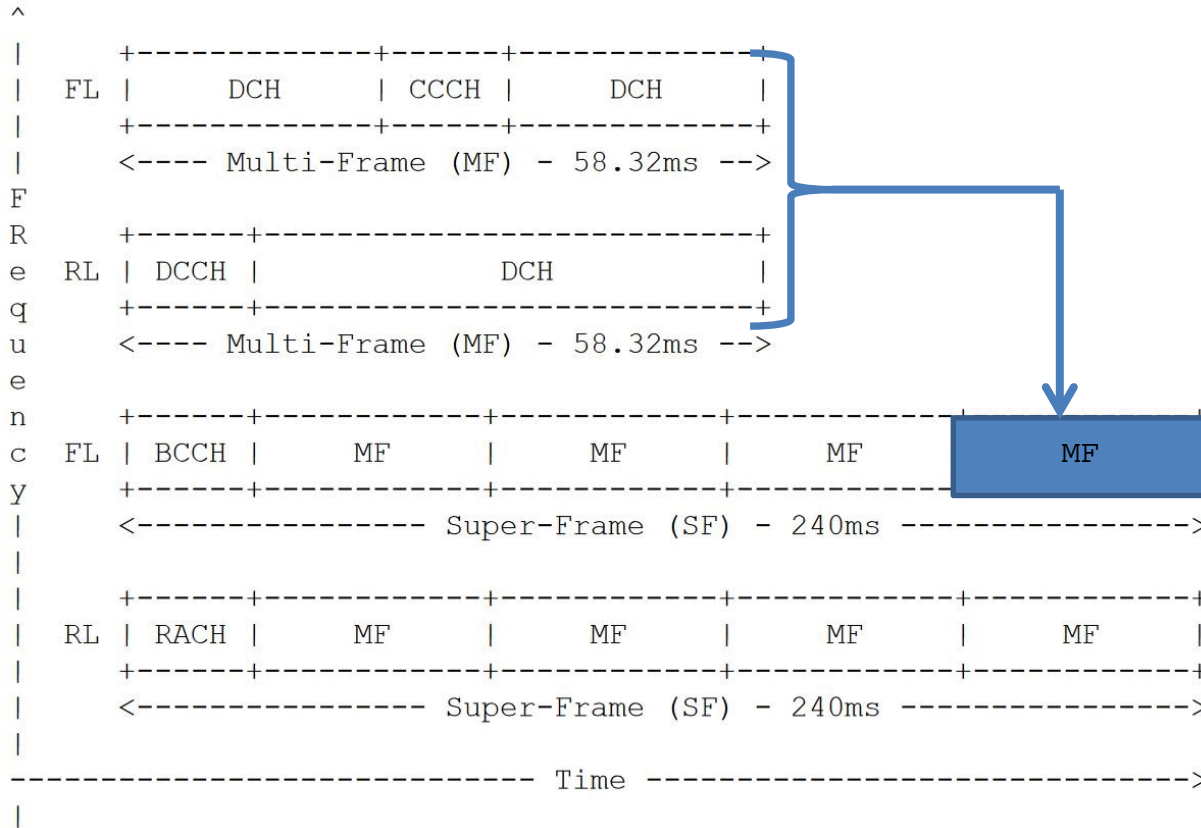 ^
|     +-------------+------+-------------+
|  FL |     DCH     | CCCH |     DCH     |
|     +-------------+------+-------------+
|     <---- Multi-Frame (MF) - 58.32ms -->
F
R     +------+---------------------------+
e  RL | DCCH |            DCH            |
q     +------+---------------------------+
u     <---- Multi-Frame (MF) - 58.32ms -->
e
n     +------+------------+------------+------------+------------+
c  FL | BCCH |     MF     |     MF     |     MF     |     MF
y     +------+------------+------------+------------
|     <---------------- Super-Frame (SF) - 240ms ---------------->
|
|     +------+------------+------------+------------+------------+
|  RL | RACH |     MF     |     MF     |     MF     |     MF     |
|     +------+------------+------------+------------+------------+
|     <---------------- Super-Frame (SF) - 240ms ---------------->
|
----------------------------- Time ------------------------------>
|